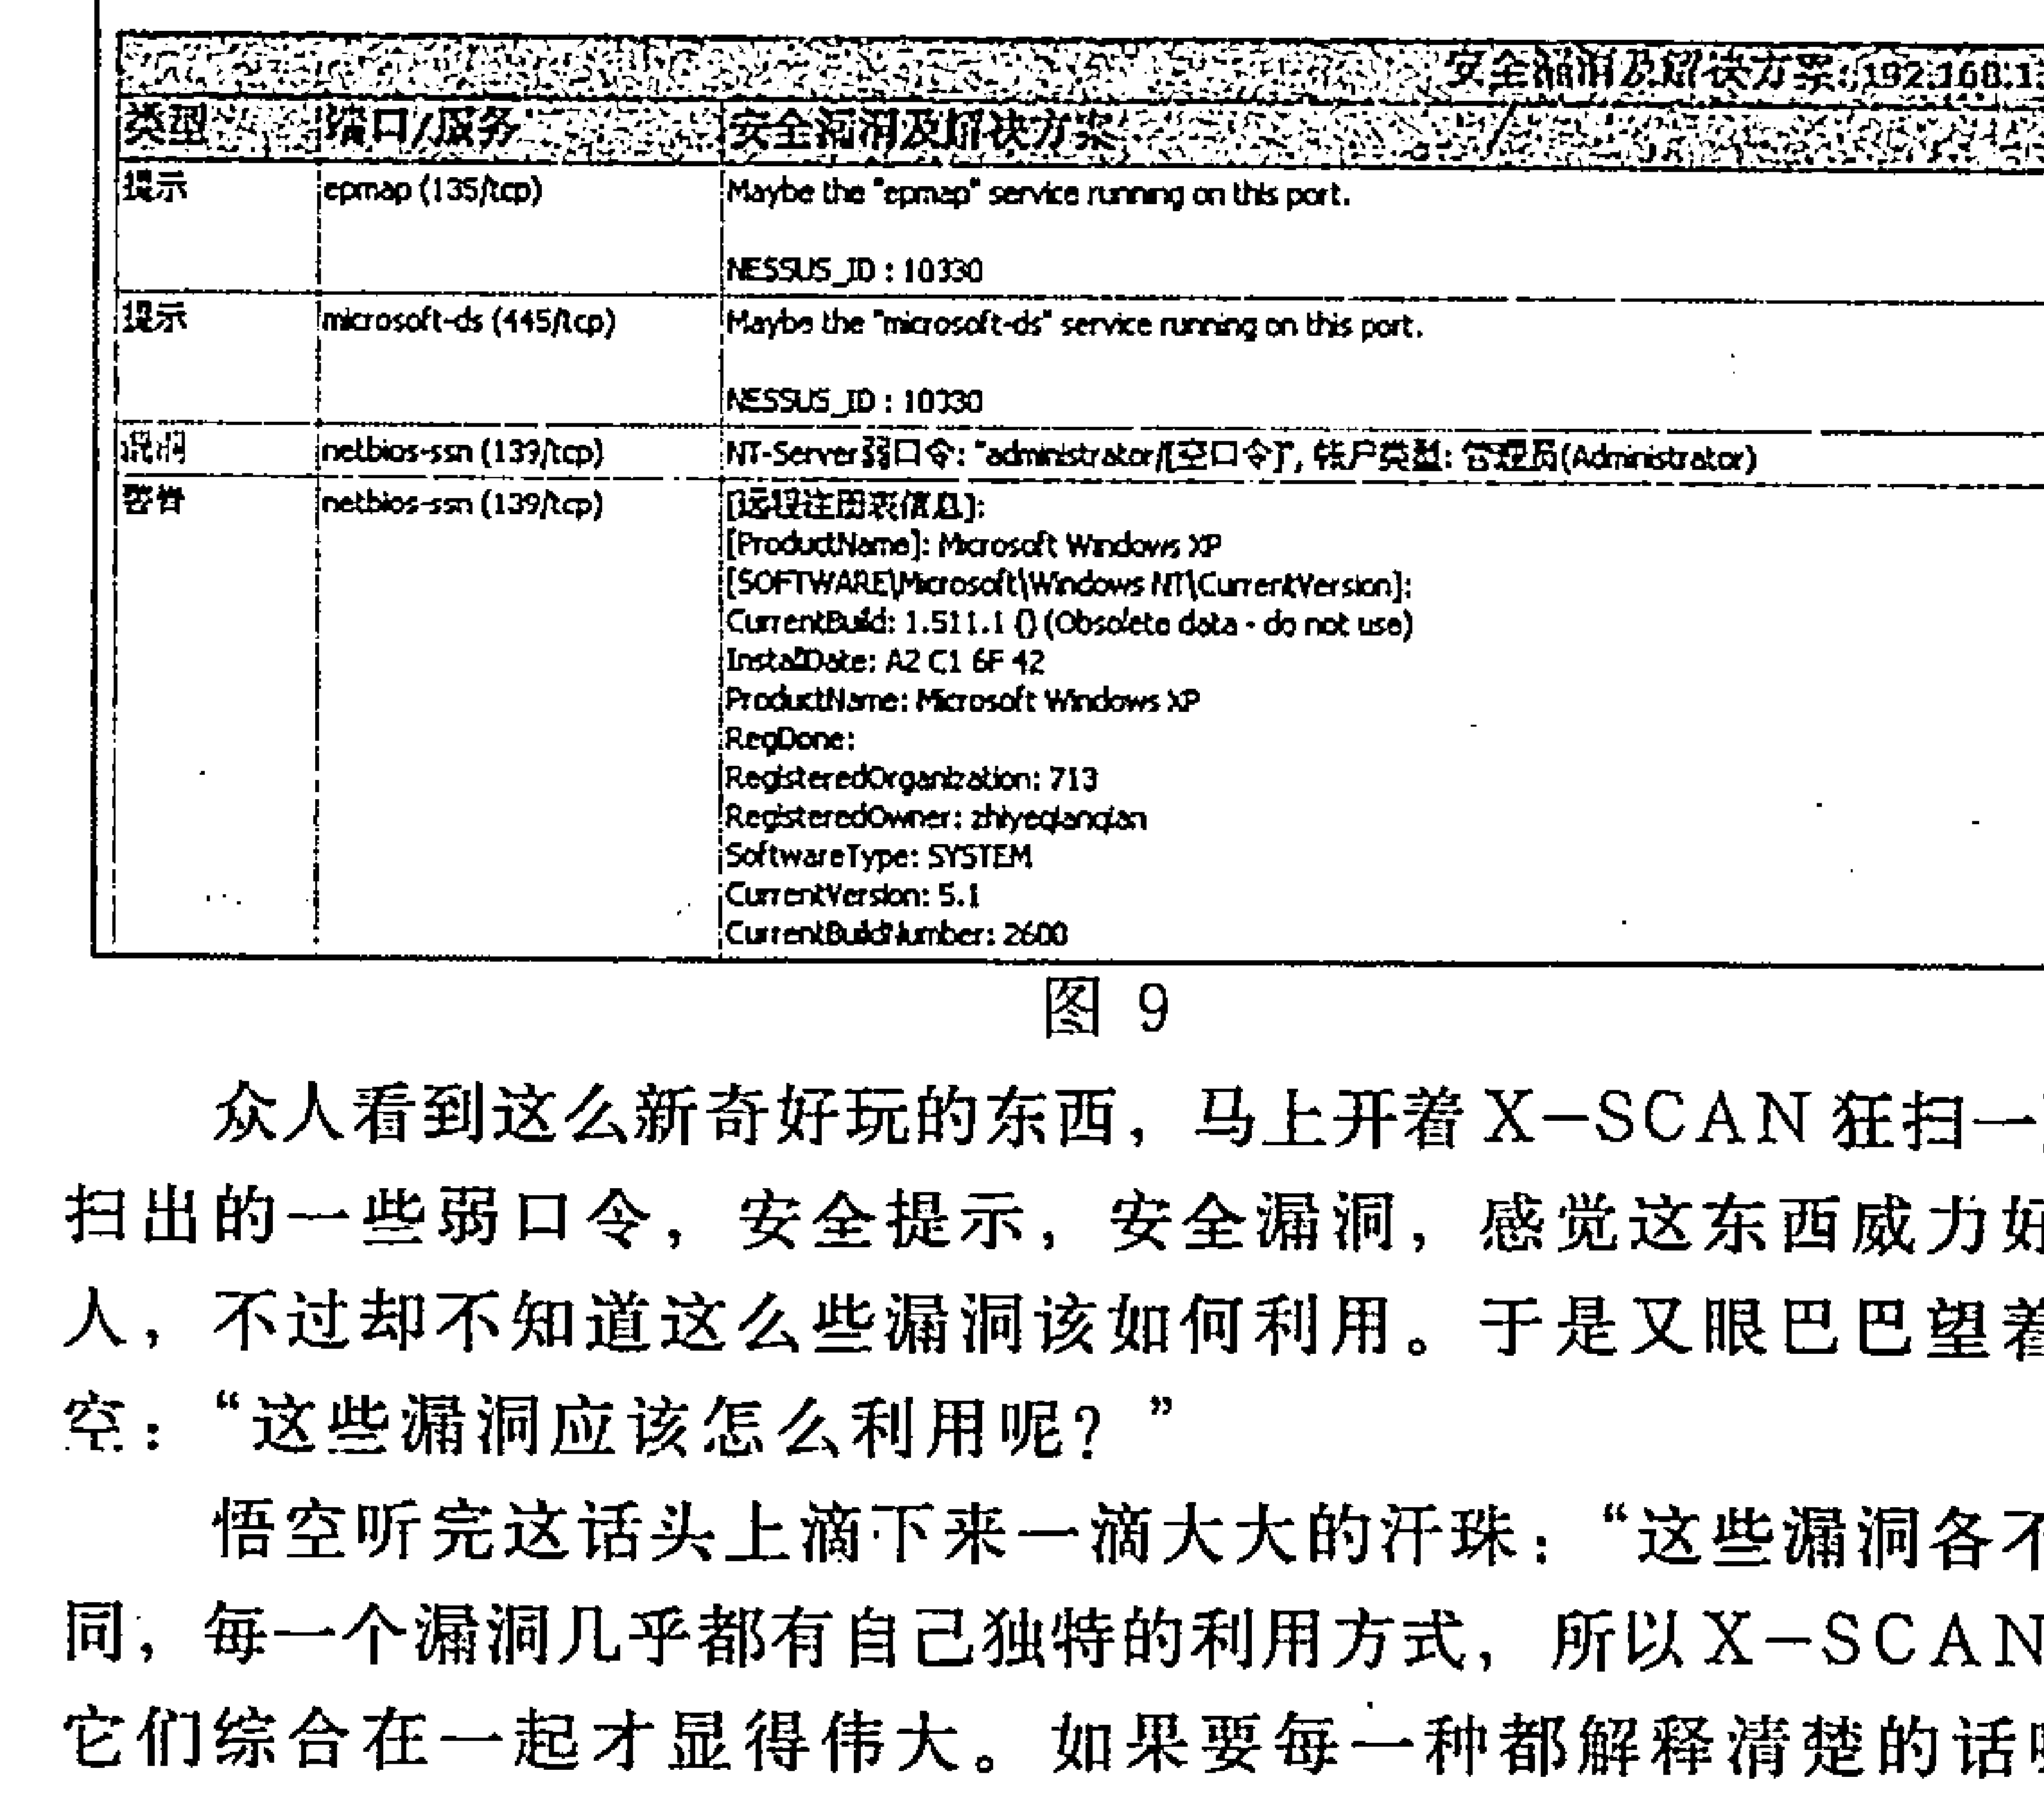 安全漏洞及解决方案: 192.168.1
类型 端口/服务 安全漏洞及解决方案
提示 epmap (135/tcp) Maybe the "epmap" service running on this port.
NESSUS_ID : 10330
提示 microsoft-ds (445/tcp) Maybe the "microsoft-ds" service running on this port.
NESSUS_ID : 10330
漏洞 netbios-ssn (139/tcp) NT-Server弱口令: "administrator/[空口令]", 帐户类型: 管理员(Administrator)
警告 netbios-ssn (139/tcp) [远程注册表信息]:
[ProductName]: Microsoft Windows XP
[SOFTWARE\Microsoft\Windows NT\CurrentVersion]:
CurrentBuild: 1.511.1 () (Obsolete data - do not use)
InstallDate: A2 C1 6F 42
ProductName: Microsoft Windows XP
RegDone:
RegisteredOrganization: 713
RegisteredOwner: zhiyeqianqian
SoftwareType: SYSTEM
CurrentVersion: 5.1
CurrentBuildNumber: 2600
图 9
众人看到这么新奇好玩的东西，马上开着X-SCAN狂扫一
扫出的一些弱口令，安全提示，安全漏洞，感觉这东西威力好
人，不过却不知道这么些漏洞该如何利用。于是又眼巴巴望着
空：“这些漏洞应该怎么利用呢？”
悟空听完这话头上滴下来一滴大大的汗珠：“这些漏洞各不
同，每一个漏洞几乎都有自己独特的利用方式，所以X-SCAN
它们综合在一起才显得伟大。如果要每一种都解释清楚的话